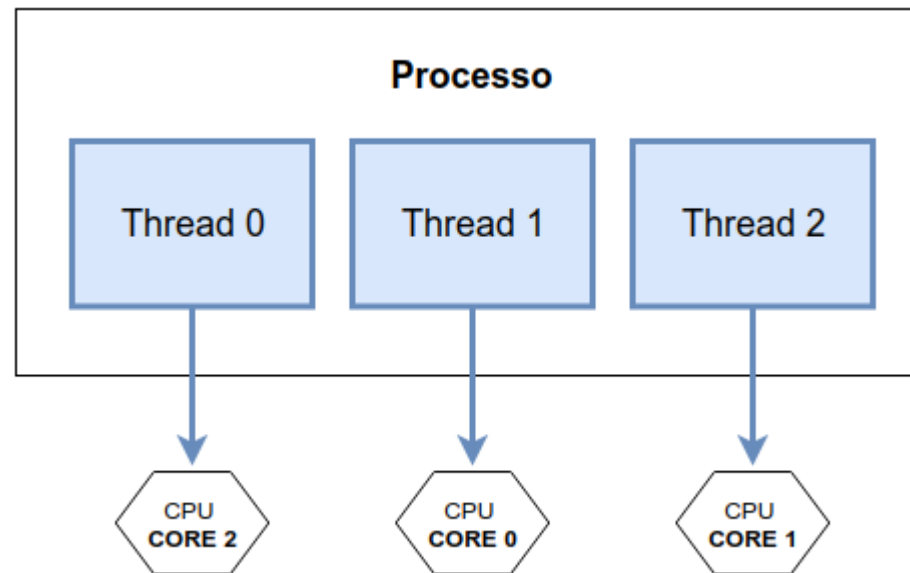 Processo
Thread 0
Thread 1
Thread 2
CPU
CORE 2
CPU
CORE 0
CPU
CORE 1